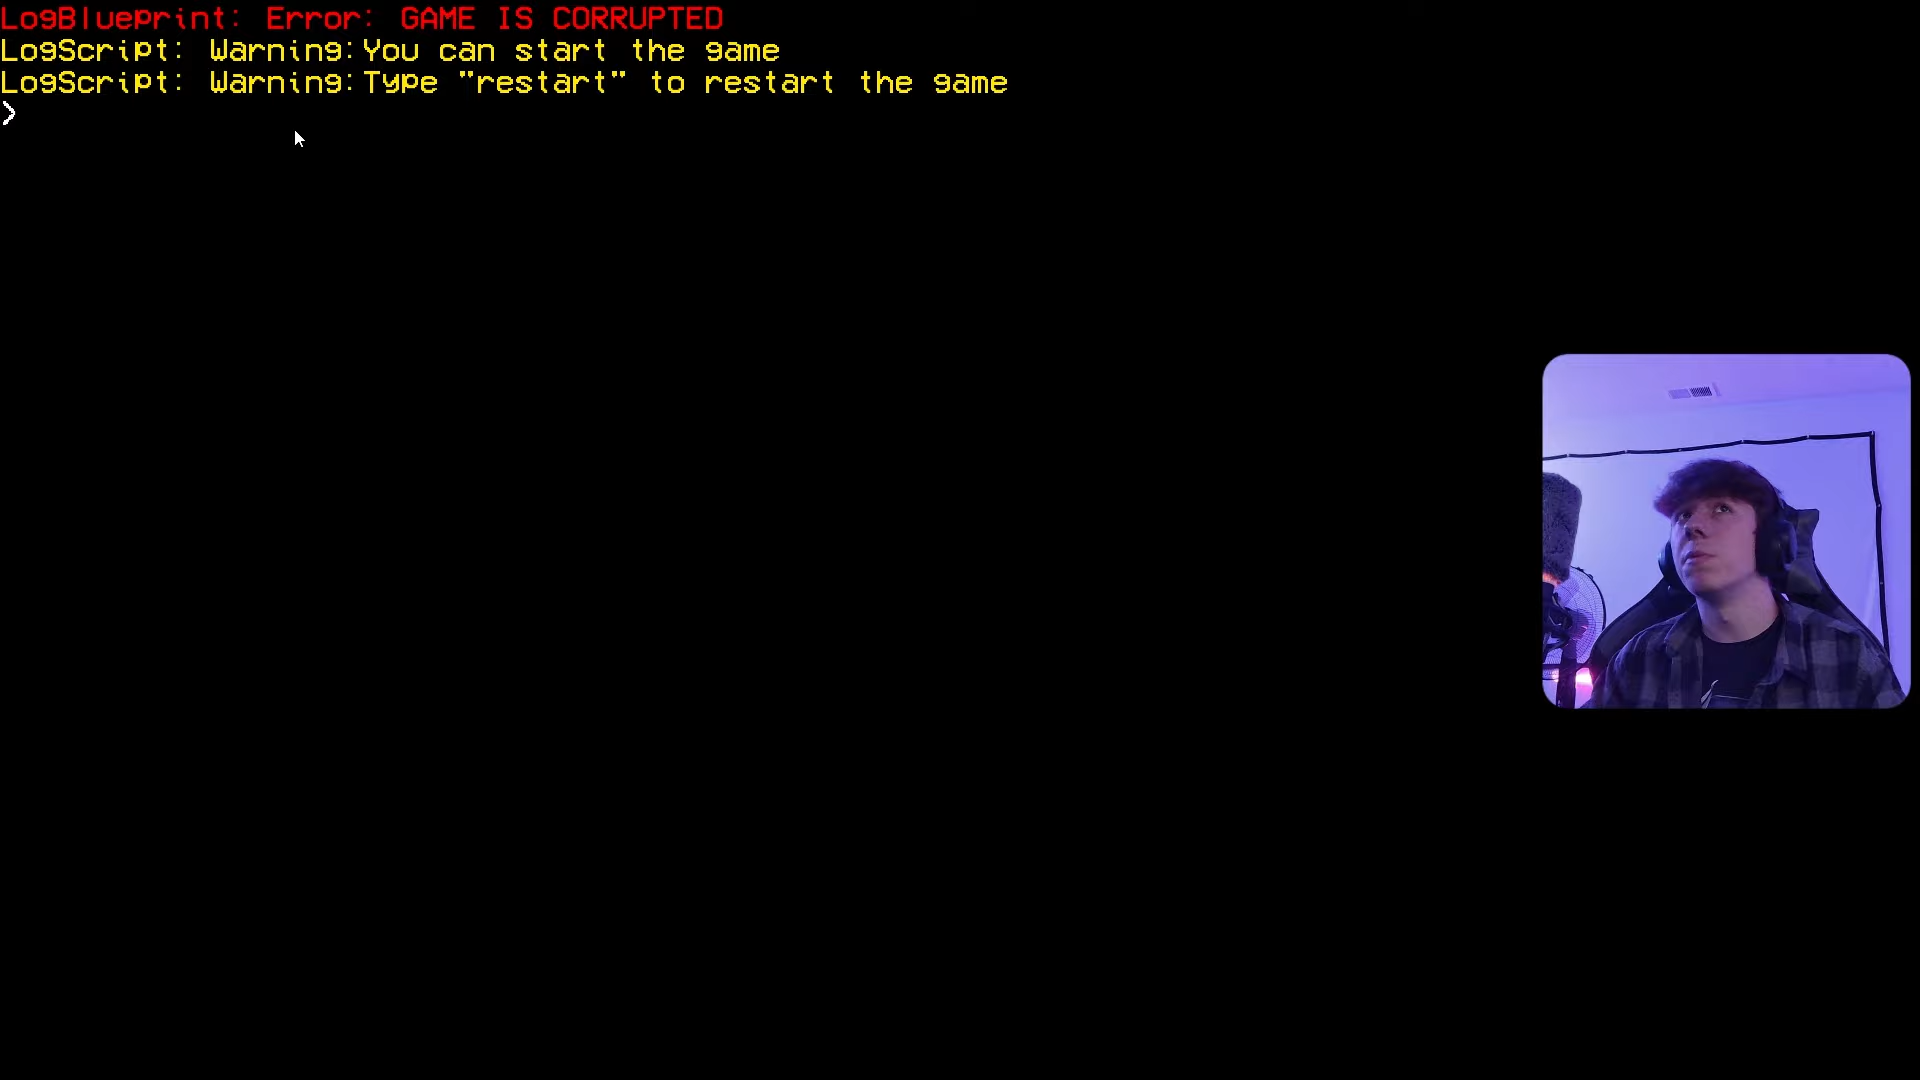 LogBlueprint: Error: GAME IS CORRUPTED
LogScript: Warning:You can start the game
LogScript: Warning:Type "restart" to restart the game
>